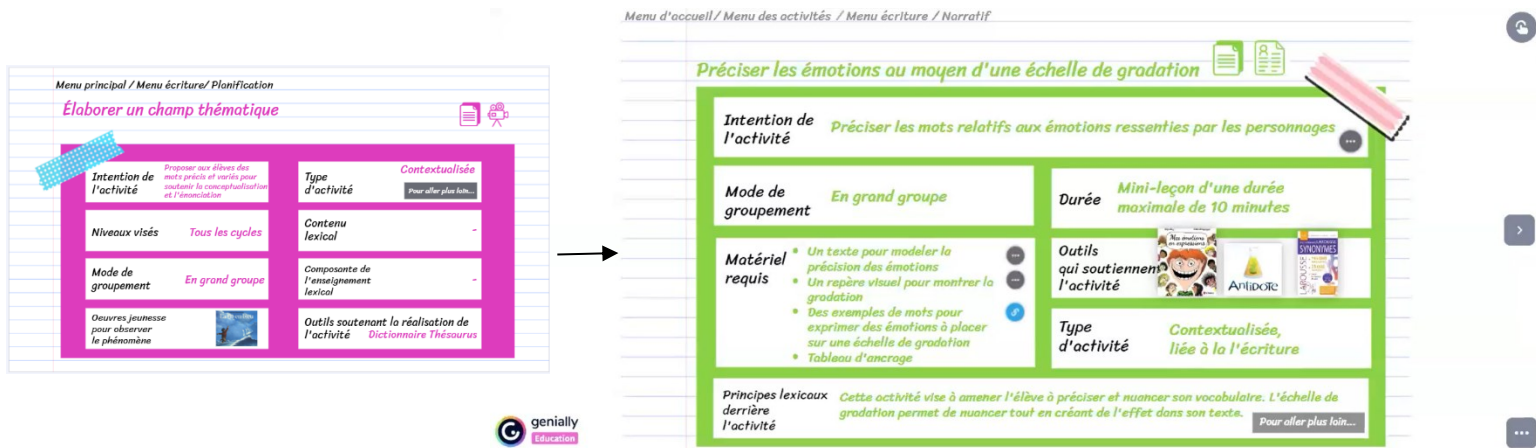 Menu principal / Menu écriture/ Planification
Élaborer un champ thématique
Intention de
l'activité
Proposer aux élèves des
mots précis et variés pour
soutenir la conceptualisation
et l'énonciation
Type
d'activité
Contextualisée
Pour aller plus loin...
Niveaux visés
Tous les cycles
Contenu
lexical
-
Mode de
groupement
En grand groupe
Composante de
l'enseignement
lexical
-
Oeuvres jeunesse
pour observer
le phénomène
Outils soutenant la réalisation de
l'activité Dictionnaire Thésaurus
genially
Education
Menu d'accueil / Menu des activités / Menu écriture / Narratif
Préciser les émotions au moyen d'une échelle de gradation
Intention de
l'activité
Préciser les mots relatifs aux émotions ressenties par les personnages
Mode de
groupement
En grand groupe
Durée
Mini-leçon d'une durée
maximale de 10 minutes
Matériel
requis
• Un texte pour modeler la
précision des émotions
• Un repère visuel pour montrer la
gradation
• Des exemples de mots pour
exprimer des émotions à placer
sur une échelle de gradation
• Tableau d'ancrage
Outils
qui soutiennent
l'activité
Mes émotions
en expressions
ANTIDOTE
LAROUSSE
SYNONYMES
Type
d'activité
Contextualisée,
liée à la l'écriture
Principes lexicaux
derrière
l'activité
Cette activité vise à amener l'élève à préciser et nuancer son vocabulaire. L'échelle de
gradation permet de nuancer tout en créant de l'effet dans son texte.
Pour aller plus loin....